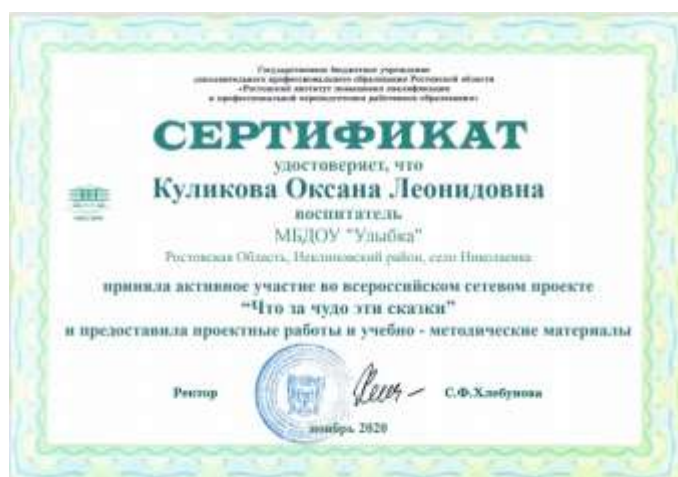 Государственное бюджетное учреждение
дополнительного профессионального образования Ростовской области
«Ростовский институт повышения квалификации
и профессиональной переподготовки работников образования»
СЕРТИФИКАТ
удостоверяет, что
Куликова Оксана Леонидовна
воспитатель
МБДОУ "Улыбка"
Ростовская Область, Неклиновский район, село Николаевка
приняла активное участие во всероссийском сетевом проекте
“Что за чудо эти сказки”
и предоставила проектные работы и учебно - методические материалы
Ректор
С.Ф.Хлебунова
ноябрь 2020